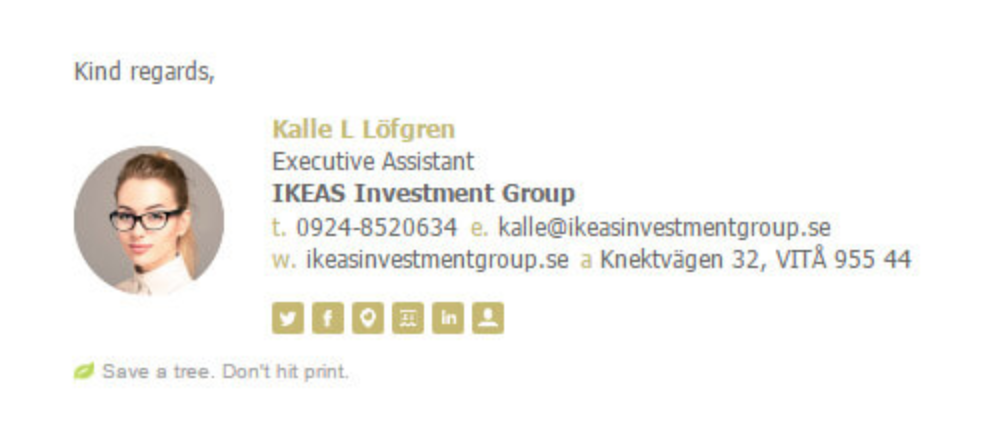 Kind regards,
Kalle L Löfgren
Executive Assistant
IKEAS Investment Group
t. 0924-8520634 e. kalle@ikeasinvestmentgroup.se
w. ikeasinvestmentgroup.se a Knektvägen 32, VITÅ 955 44
in
Save a tree. Don't hit print.